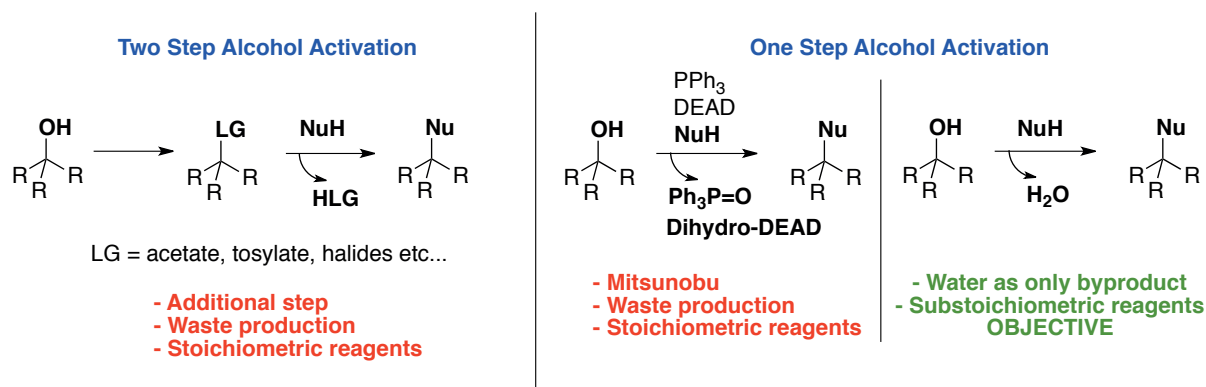 Two Step Alcohol Activation
OH
R
R
R
LG
R
R
R
NuH
HLG
Nu
R
R
R
LG = acetate, tosylate, halides etc...
- Additional step
- Waste production
- Stoichiometric reagents
One Step Alcohol Activation
OH
R
R
R
PPh₃
DEAD
NuH
Ph₃P=O
Dihydro-DEAD
Nu
R
R
R
- Mitsunobu
- Waste production
- Stoichiometric reagents
OH
R
R
R
NuH
H₂O
Nu
R
R
R
- Water as only byproduct
- Substoichiometric reagents
OBJECTIVE